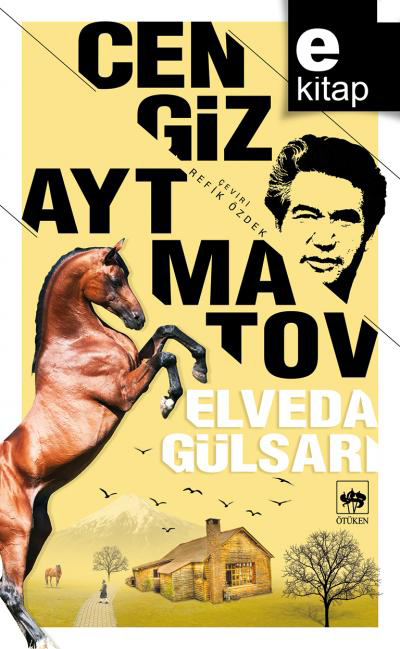 e
kitap
CEN
GİZ
AYT
MA
TOV
ÇEVİRİ
REFİK ÖZDEK
ELVEDA
GÜLSARI
ÖTÜKEN